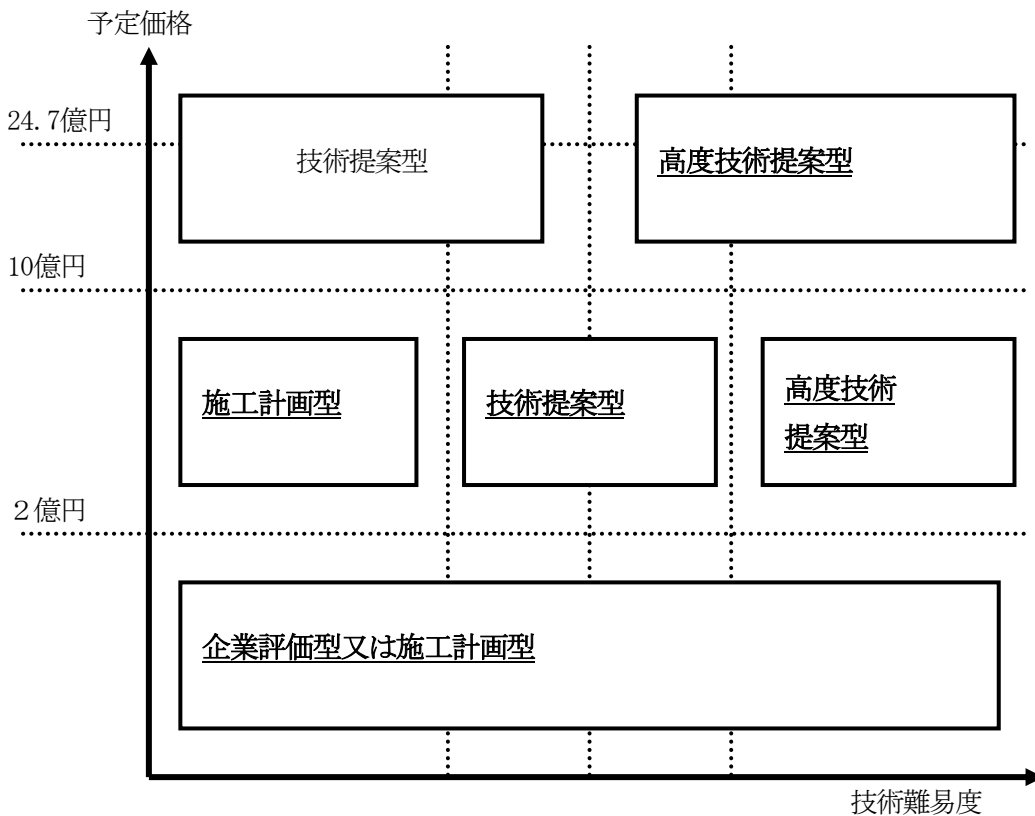 予定価格
24.7億円
技術提案型
高度技術提案型
10億円
施工計画型
技術提案型
高度技術
提案型
２億円
企業評価型又は施工計画型
技術難易度